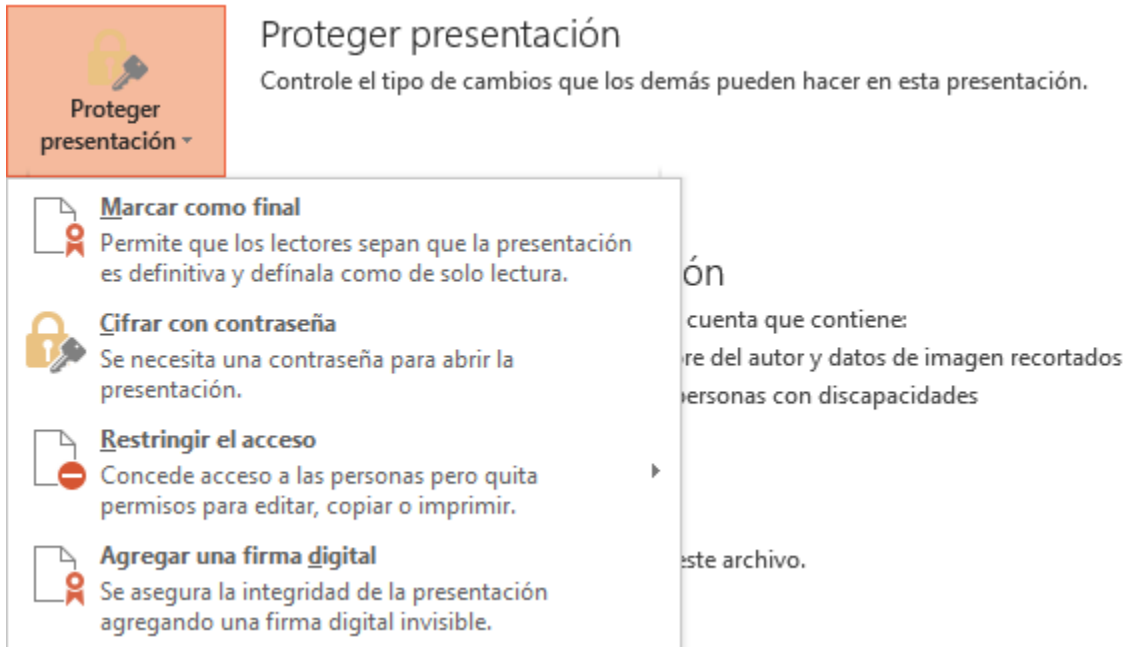 Proteger presentación
Controle el tipo de cambios que los demás pueden hacer en esta presentación.
Proteger
presentación
Marcar como final
Permite que los lectores sepan que la presentación
es definitiva y defínala como de solo lectura.
Cifrar con contraseña
Se necesita una contraseña para abrir la
presentación.
Restringir el acceso
Concede acceso a las personas pero quita
permisos para editar, copiar o imprimir.
Agregar una firma digital
Se asegura la integridad de la presentación
agregando una firma digital invisible.
ón
cuenta que contiene:
re del autor y datos de imagen recortados
personas con discapacidades
este archivo.